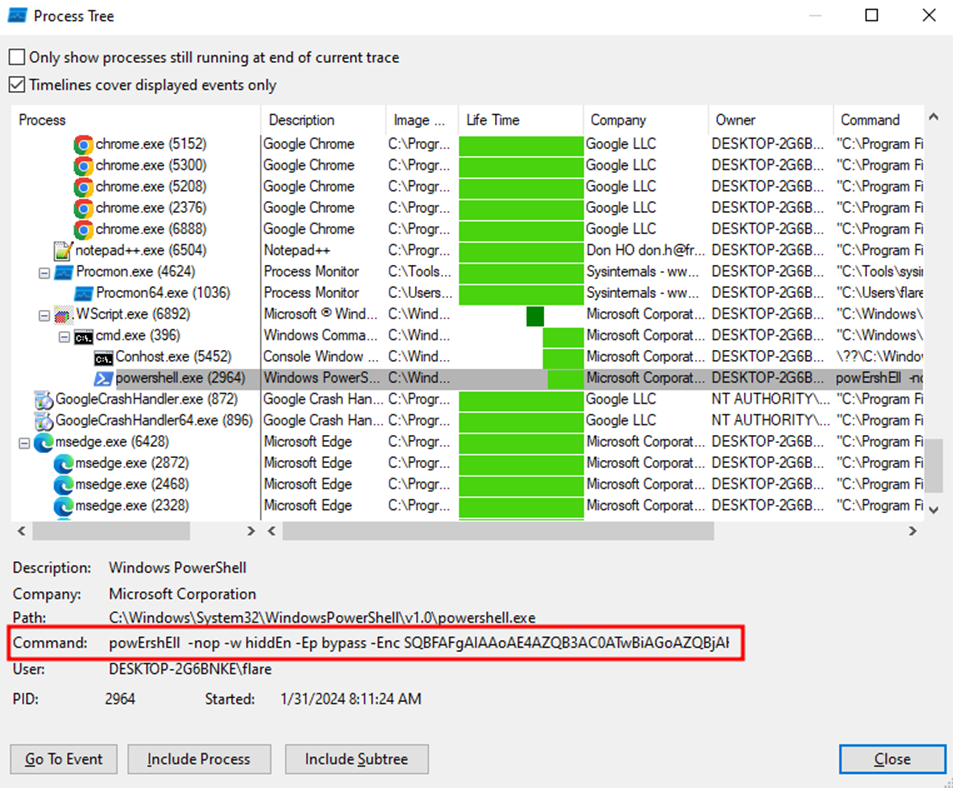 Process Tree
Only show processes still running at end of current trace
Timelines cover displayed events only
Process Description Image ... Life Time Company Owner Command
chrome.exe (5152) Google Chrome C:\Progr... Google LLC DESKTOP-2G6B... "C:\Program Fi
chrome.exe (5300) Google Chrome C:\Progr... Google LLC DESKTOP-2G6B... "C:\Program Fi
chrome.exe (5208) Google Chrome C:\Progr... Google LLC DESKTOP-2G6B... "C:\Program Fi
chrome.exe (2376) Google Chrome C:\Progr... Google LLC DESKTOP-2G6B... "C:\Program Fi
chrome.exe (6888) Google Chrome C:\Progr... Google LLC DESKTOP-2G6B... "C:\Program Fi
notepad++.exe (6504) Notepad++ C:\Progr... Don HO don.h@fr... DESKTOP-2G6B... "C:\Program Fi
Procmon.exe (4624) Process Monitor C:\Tools... Sysinternals - ww... DESKTOP-2G6B... "C:\Tools\sysin
Procmon64.exe (1036) Process Monitor C:\Users... Sysinternals - ww... DESKTOP-2G6B... "C:\Users\flare
WScript.exe (6892) Microsoft ® Wind... C:\Wind... Microsoft Corporat... DESKTOP-2G6B... "C:\Windows\
cmd.exe (396) Windows Comma... C:\Wind... Microsoft Corporat... DESKTOP-2G6B... "C:\Windows\
Conhost.exe (5452) Console Window ... C:\Wind... Microsoft Corporat... DESKTOP-2G6B... \??\C:\Window
powershell.exe (2964) Windows PowerS... C:\Wind... Microsoft Corporat... DESKTOP-2G6B... powErshEll -no
GoogleCrashHandler.exe (872) Google Crash Han... C:\Progr... Google LLC NT AUTHORITY\... "C:\Program Fi
GoogleCrashHandler64.exe (896) Google Crash Han... C:\Progr... Google LLC NT AUTHORITY\... "C:\Program Fi
msedge.exe (6428) Microsoft Edge C:\Progr... Microsoft Corporat... DESKTOP-2G6B... "C:\Program Fi
msedge.exe (2872) Microsoft Edge C:\Progr... Microsoft Corporat... DESKTOP-2G6B... "C:\Program Fi
msedge.exe (2468) Microsoft Edge C:\Progr... Microsoft Corporat... DESKTOP-2G6B... "C:\Program Fi
msedge.exe (2328) Microsoft Edge C:\Progr... Microsoft Corporat... DESKTOP-2G6B... "C:\Program Fi
Description: Windows PowerShell
Company: Microsoft Corporation
Path: C:\Windows\System32\WindowsPowerShell\v1.0\powershell.exe
Command: powErshEll -nop -w hiddEn -Ep bypass -Enc SQBFAFgAIAAoAE4AZQB3AC0ATwBiAGoAZQBjA
User: DESKTOP-2G6BNKE\flare
PID: 2964 Started: 1/31/2024 8:11:24 AM
Go To Event Include Process Include Subtree Close